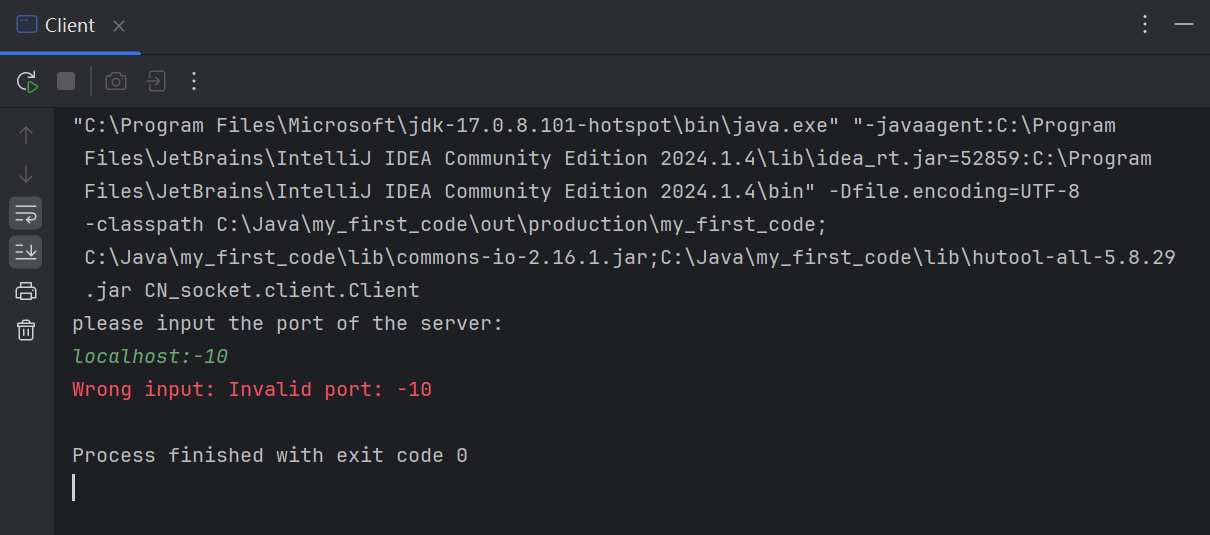 Client
"C:\Program Files\Microsoft\jdk-17.0.8.101-hotspot\bin\java.exe" "-javaagent:C:\Program
Files\JetBrains\IntelliJ IDEA Community Edition 2024.1.4\lib\idea_rt.jar=52859:C:\Program
Files\JetBrains\IntelliJ IDEA Community Edition 2024.1.4\bin" -Dfile.encoding=UTF-8
-classpath C:\Java\my_first_code\out\production\my_first_code;
C:\Java\my_first_code\lib\commons-io-2.16.1.jar;C:\Java\my_first_code\lib\hutool-all-5.8.29
.jar CN_socket.client.Client
please input the port of the server:
localhost:-10
Wrong input: Invalid port: -10
Process finished with exit code 0